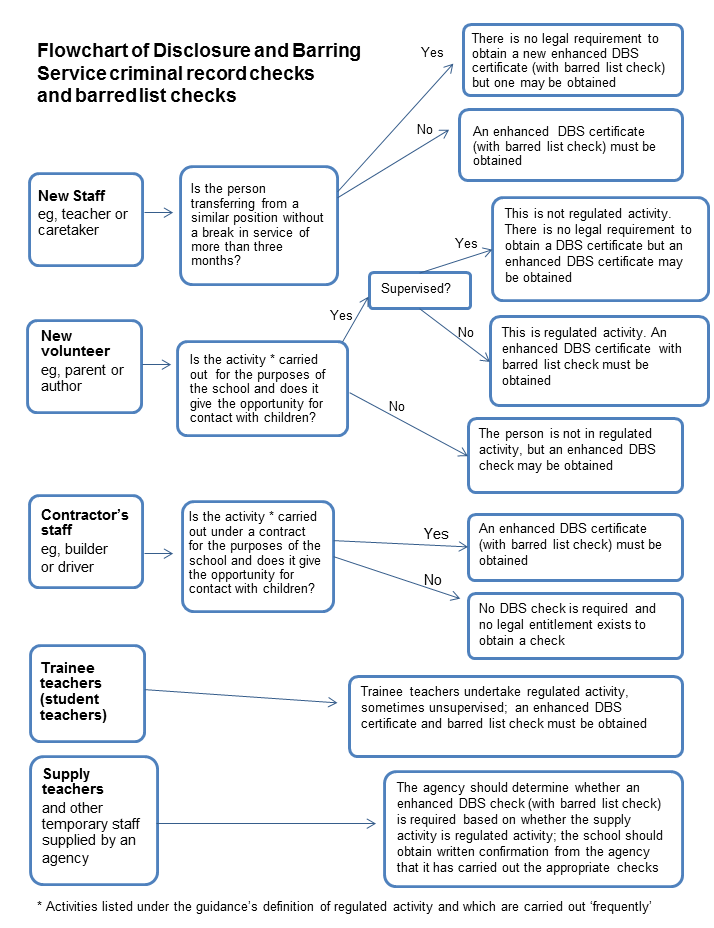 Flowchart of Disclosure and Barring
Service criminal record checks
and barred list checks
There is no legal requirement to
obtain a new enhanced DBS
certificate (with barred list check)
but one may be obtained
Yes
No
An enhanced DBS certificate
(with barred list check) must be
obtained
New Staff
eg, teacher or
caretaker
Is the person
transferring from a
similar position without
a break in service of
more than three
months?
This is not regulated activity.
There is no legal requirement to
obtain a DBS certificate but an
enhanced DBS certificate may
be obtained
Yes
Supervised?
Yes
No
New
volunteer
eg, parent or
author
Is the activity * carried
out for the purposes of
the school and does it
give the opportunity for
contact with children?
This is regulated activity. An
enhanced DBS certificate with
barred list check must be
obtained
No
The person is not in regulated
activity, but an enhanced DBS
check may be obtained
Contractor's
staff
eg, builder
or driver
Is the activity * carried
out under a contract
for the purposes of the
school and does it give
the opportunity for
contact with children?
Yes
An enhanced DBS certificate
(with barred list check) must be
obtained
No
No DBS check is required and
no legal entitlement exists to
obtain a check
Trainee
teachers
(student
teachers)
Trainee teachers undertake regulated activity,
sometimes unsupervised; an enhanced DBS
certificate and barred list check must be obtained
Supply
teachers
and other
temporary staff
supplied by an
agency
The agency should determine whether an
enhanced DBS check (with barred list check)
is required based on whether the supply
activity is regulated activity; the school should
obtain written confirmation from the agency
that it has carried out the appropriate checks
* Activities listed under the guidance's definition of regulated activity and which are carried out 'frequently'